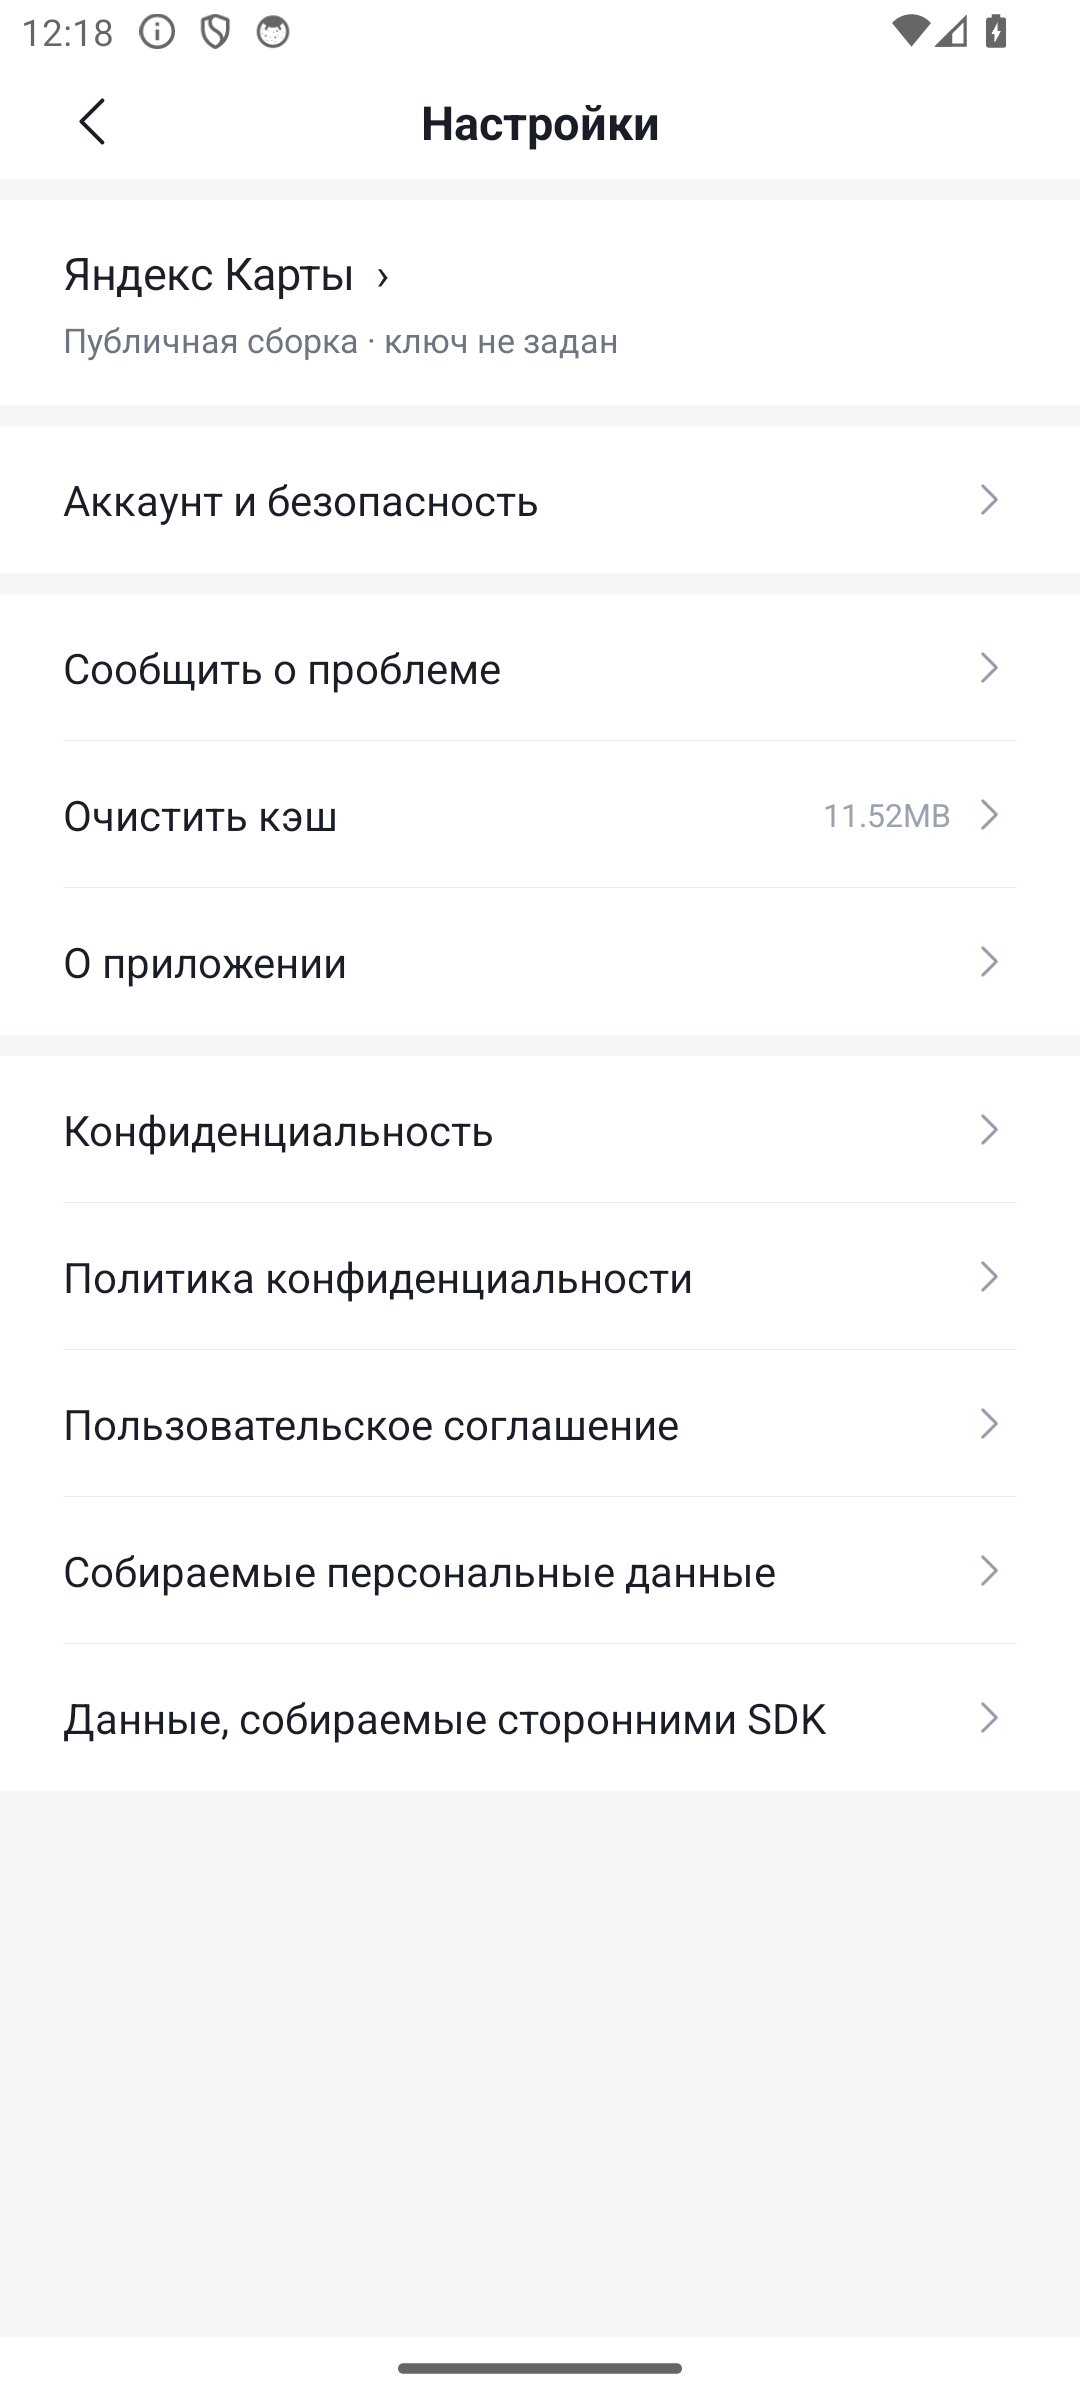 12:18
Настройки
Яндекс Карты ›
Публичная сборка · ключ не задан
Аккаунт и безопасность
Сообщить о проблеме
Очистить кэш 11.52MB
О приложении
Конфиденциальность
Политика конфиденциальности
Пользовательское соглашение
Собираемые персональные данные
Данные, собираемые сторонними SDK